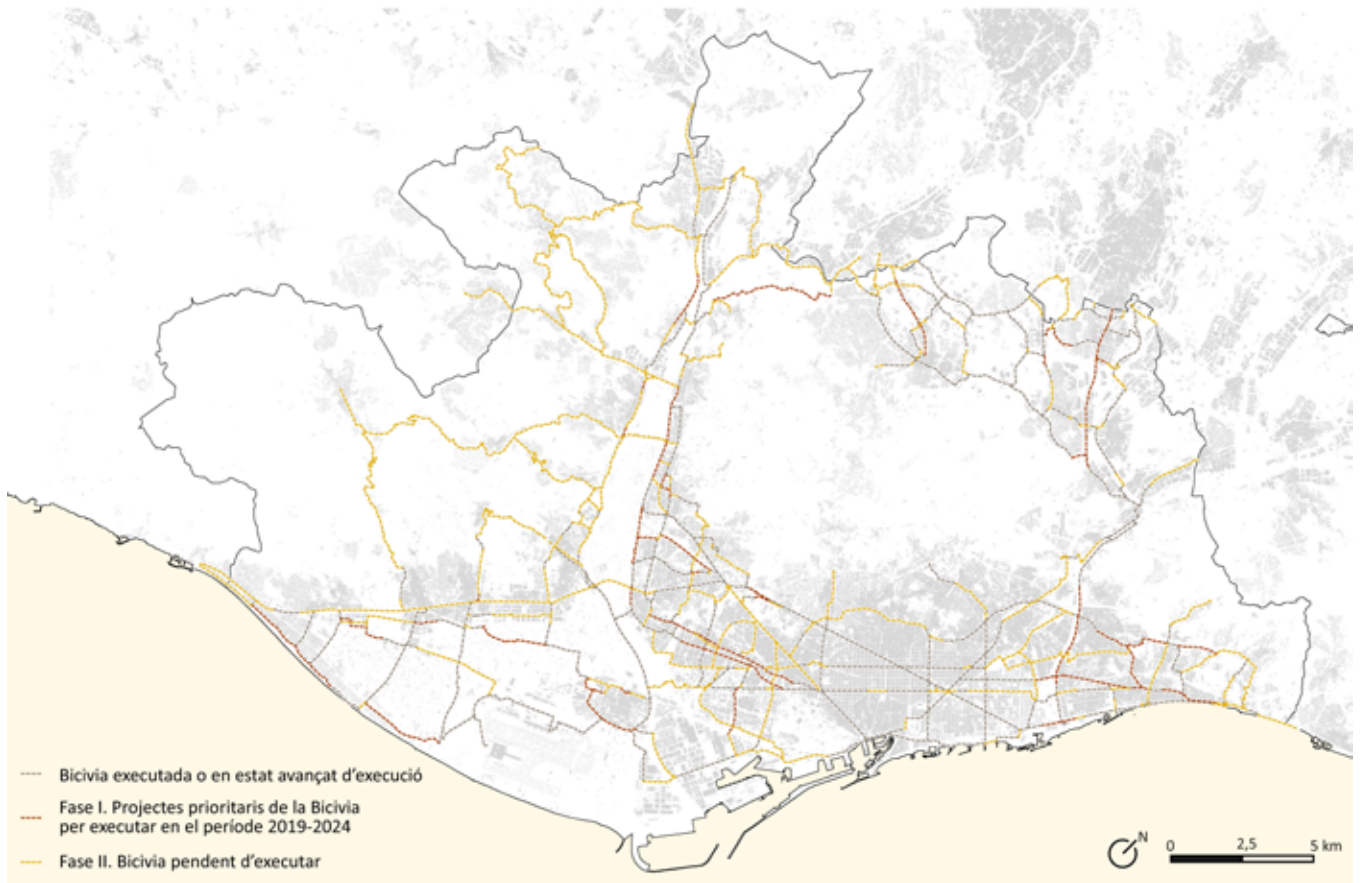 Bicivia executada o en estat avançat d'execució
Fase I. Projectes prioritaris de la Bicivia
per executar en el període 2019-2024
Fase II. Bicivia pendent d'executar
N
0 2,5 5 km